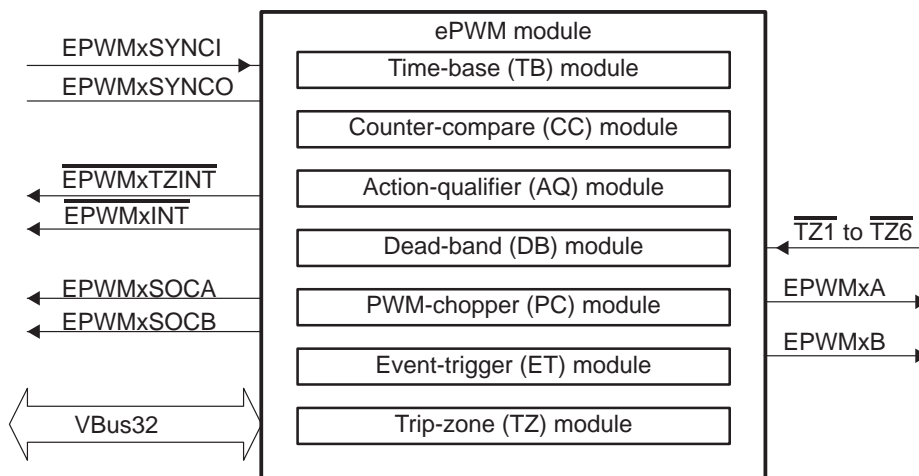 ePWM module
EPWMxSYNCI
EPWMxSYNCO
EPWMxTZINT
EPWMxINT
EPWMxSOCA
EPWMxSOCB
VBus32
Time-base (TB) module
Counter-compare (CC) module
Action-qualifier (AQ) module
Dead-band (DB) module
PWM-chopper (PC) module
Event-trigger (ET) module
Trip-zone (TZ) module
TZ1 to TZ6
EPWMxA
EPWMxB